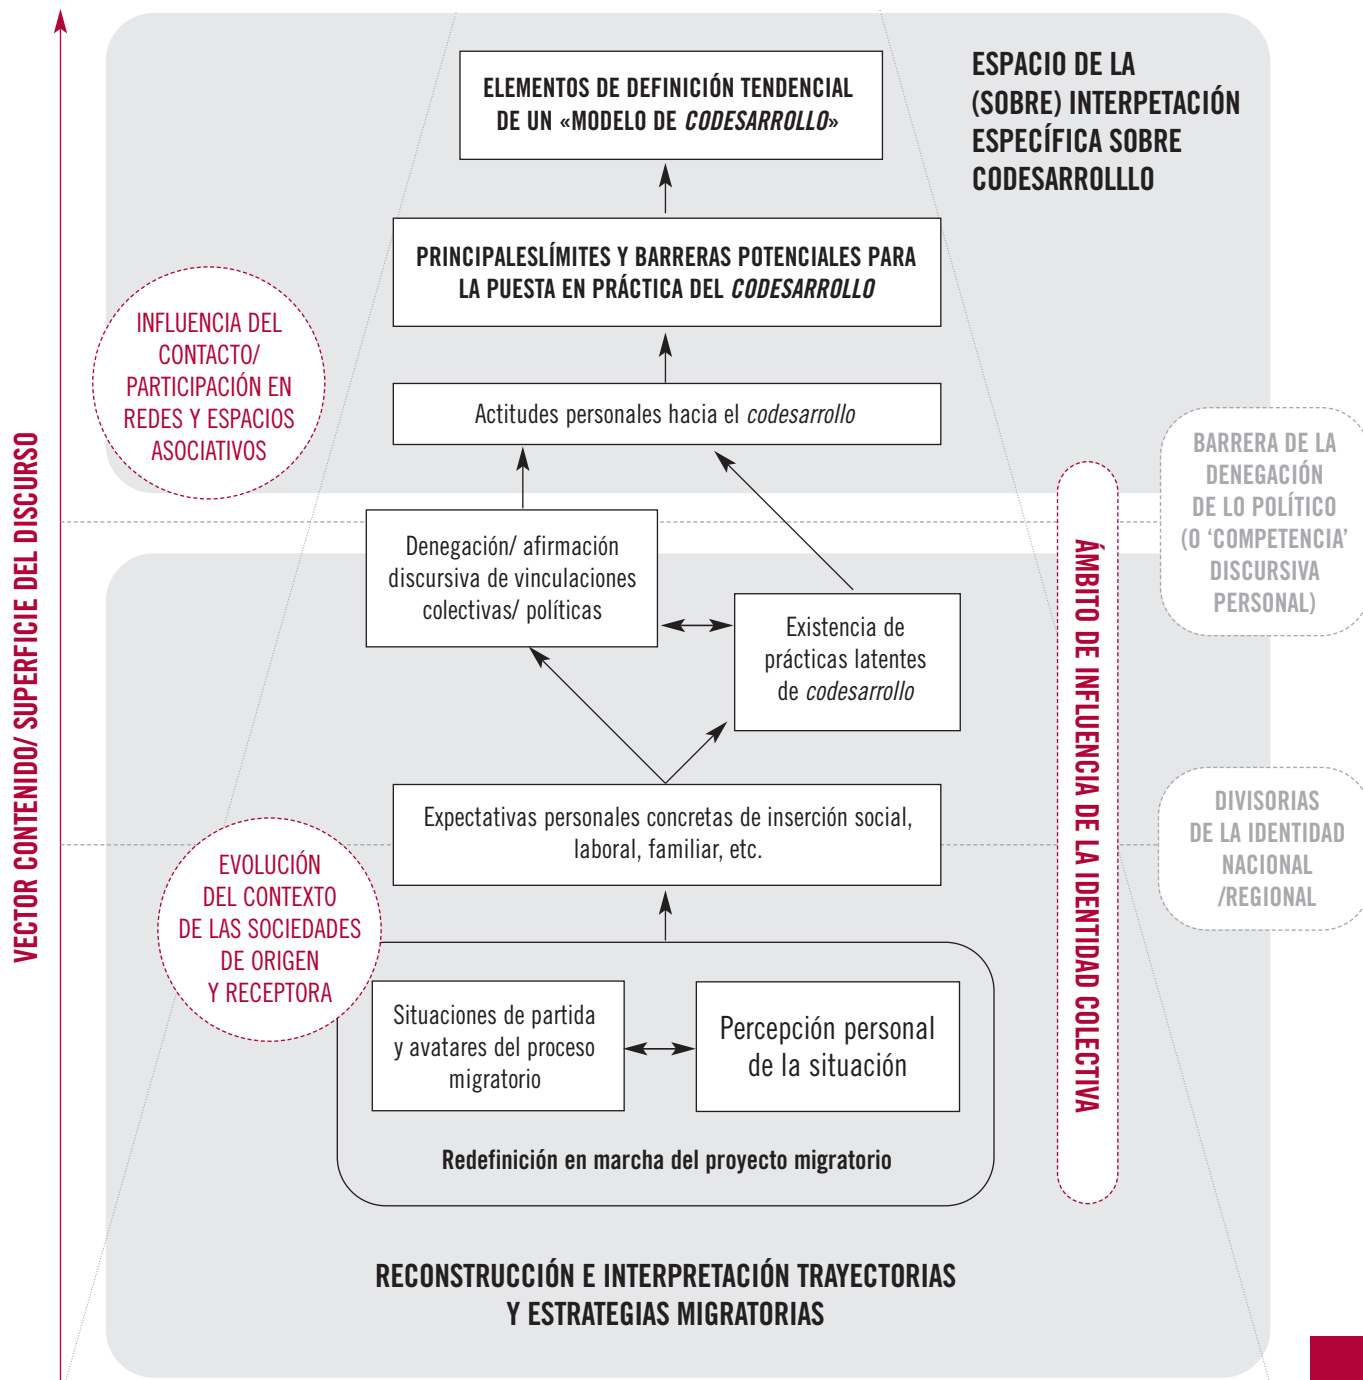 ELEMENTOS DE DEFINICIÓN TENDENCIAL
DE UN «MODELO DE CODESARROLLO»
ESPACIO DE LA
(SOBRE) INTERPETACIÓN
ESPECÍFICA SOBRE
CODESARROLLLO
PRINCIPALESLÍMITES Y BARRERAS POTENCIALES PARA
LA PUESTA EN PRÁCTICA DEL CODESARROLLO
INFLUENCIA DEL
CONTACTO/
PARTICIPACIÓN EN
REDES Y ESPACIOS
ASOCIATIVOS
Actitudes personales hacia el codesarrollo
BARRERA DE LA
DENEGACIÓN
DE LO POLÍTICO
(O ‘COMPETENCIA’
DISCURSIVA
PERSONAL)
VECTOR CONTENIDO/ SUPERFICIE DEL DISCURSO
Denegación/ afirmación
discursiva de vinculaciones
colectivas/ políticas
Existencia de
prácticas latentes
de codesarrollo
ÁMBITO DE INFLUENCIA DE LA IDENTIDAD COLECTIVA
Expectativas personales concretas de inserción social,
laboral, familiar, etc.
DIVISORIAS
DE LA IDENTIDAD
NACIONAL
/REGIONAL
EVOLUCIÓN
DEL CONTEXTO
DE LAS SOCIEDADES
DE ORIGEN
Y RECEPTORA
Situaciones de partida
y avatares del proceso
migratorio
Percepción personal
de la situación
Redefinición en marcha del proyecto migratorio
RECONSTRUCCIÓN E INTERPRETACIÓN TRAYECTORIAS
Y ESTRATEGIAS MIGRATORIAS